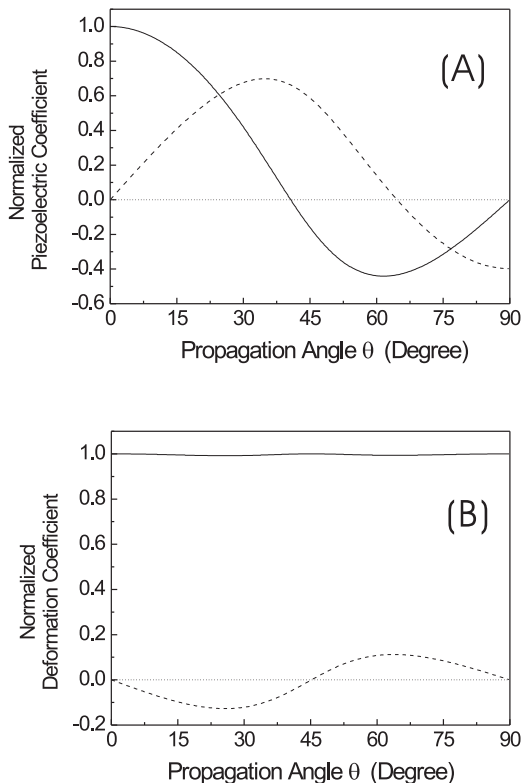 (A)
Normalized
Piezoelectric Coefficient
1.0
0.8
0.6
0.4
0.2
0.0
-0.2
-0.4
-0.6
0 15 30 45 60 75 90
Propagation Angle θ (Degree)
(B)
Normalized
Deformation Coefficient
1.0
0.8
0.6
0.4
0.2
0.0
-0.2
0 15 30 45 60 75 90
Propagation Angle θ (Degree)